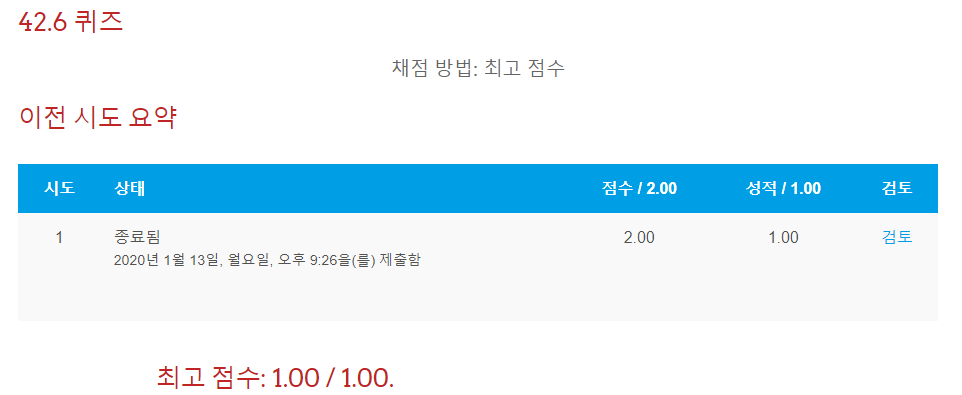 42.6 퀴즈
채점 방법: 최고 점수
이전 시도 요약
시도 상태 점수 / 2.00 성적 / 1.00 검토
1 종료됨 2.00 1.00 검토
2020년 1월 13일, 월요일, 오후 9:26을(를) 제출함
최고 점수: 1.00 / 1.00.